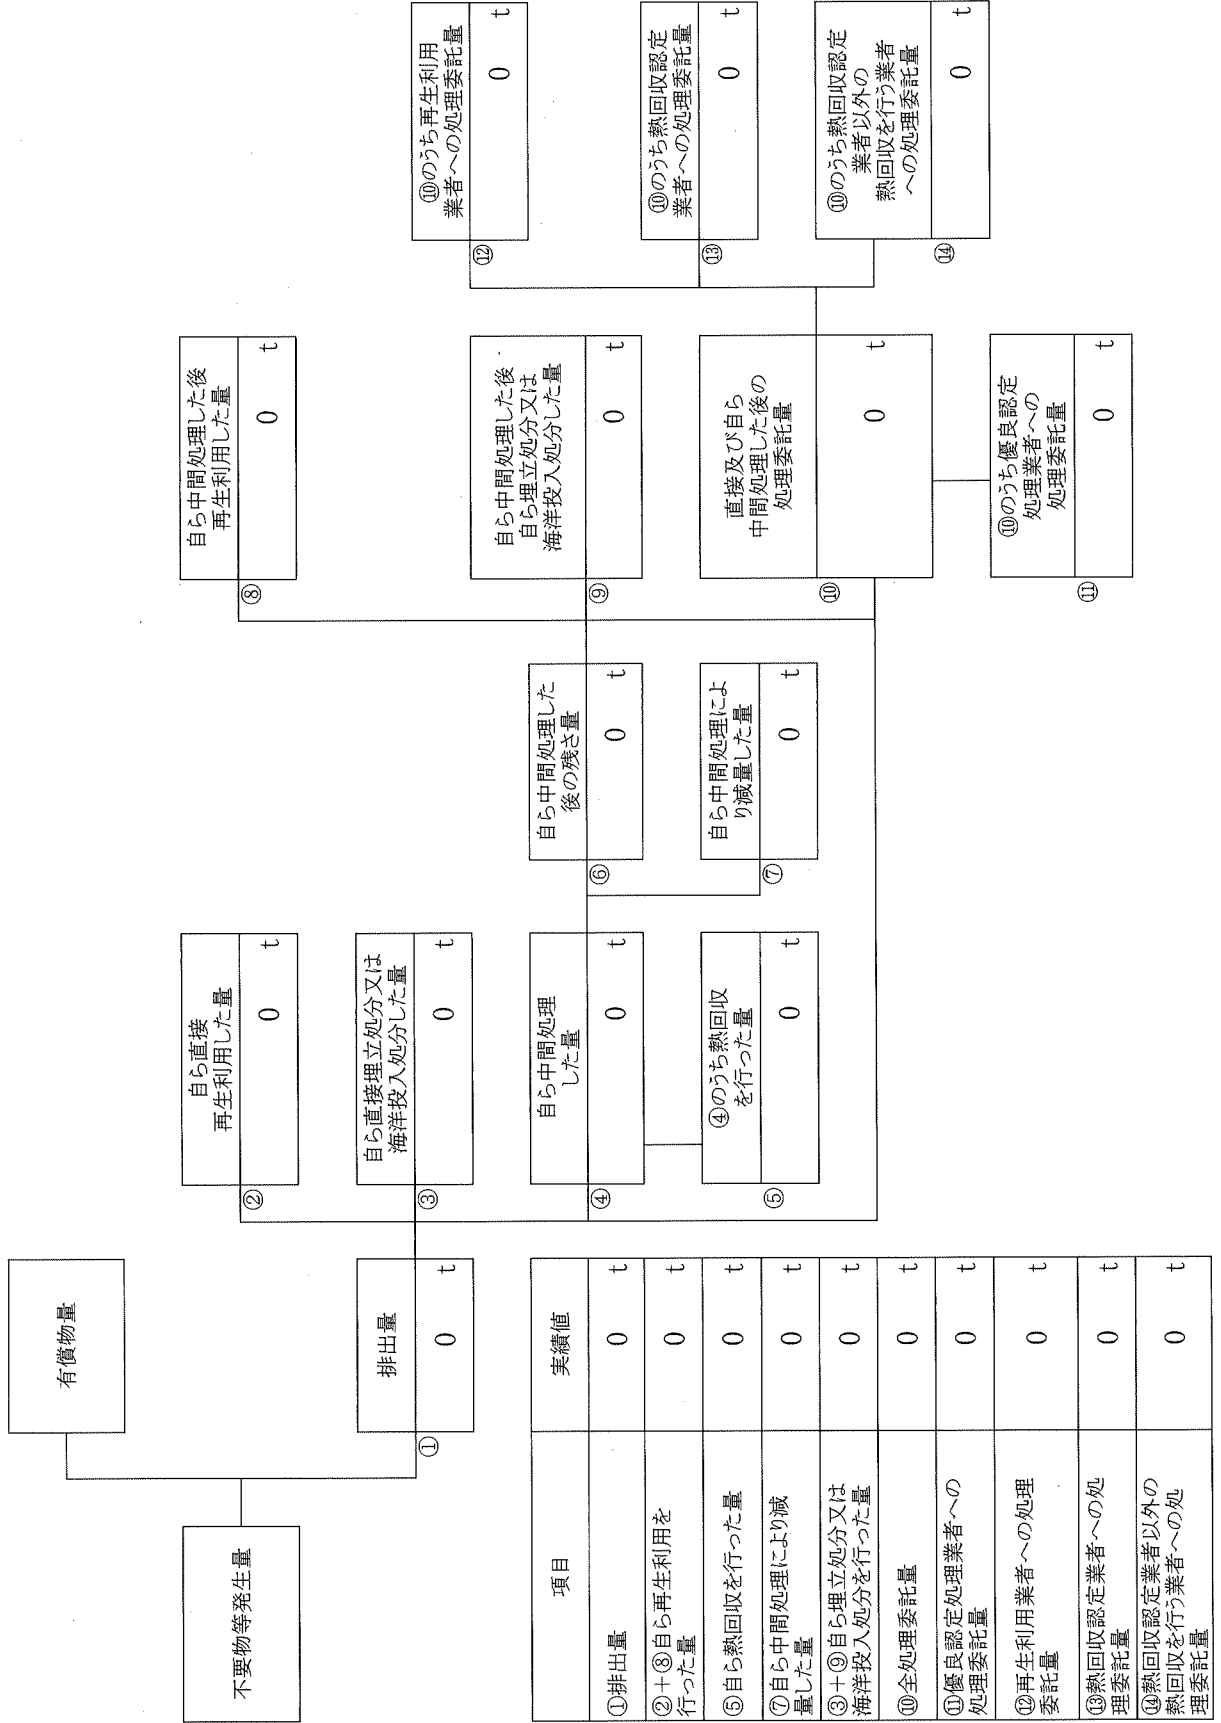 有償物量
不要物等発生量
排出量
①
0 t
自ら直接
再生利用した量
②
0 t
自ら直接埋立処分又は
海洋投入処分した量
③
0 t
自ら中間処理
した量
④
0 t
④のうち熱回収
を行った量
⑤
0 t
自ら中間処理した
後の残さ量
⑥
0 t
自ら中間処理によ
り減量した量
⑦
0 t
自ら中間処理した後
再生利用した量
⑧
0 t
自ら中間処理した後
自ら埋立処分又は
海洋投入処分した量
⑨
0 t
直接及び自ら
中間処理した後の
処理委託量
⑩
0 t
⑩のうち優良認定
処理業者への
処理委託量
⑪
0 t
⑩のうち再生利用
業者への処理委託量
⑫
0 t
⑩のうち熱回収認定
業者への処理委託量
⑬
0 t
⑩のうち熱回収認定
業者以外の
熱回収を行う業者
への処理委託量
⑭
0 t
項目 実績値
①排出量 0 t
②+⑧自ら再生利用を
行った量 0 t
⑤自ら熱回収を行った量 0 t
⑦自ら中間処理により減
量した量 0 t
③+⑨自ら埋立処分又は
海洋投入処分を行った量 0 t
⑩全処理委託量 0 t
⑪優良認定処理業者への
処理委託量 0 t
⑫再生利用業者への処理
委託量 0 t
⑬熱回収認定業者への処
理委託量 0 t
⑭熱回収認定業者以外の
熱回収を行う業者への処
理委託量 0 t